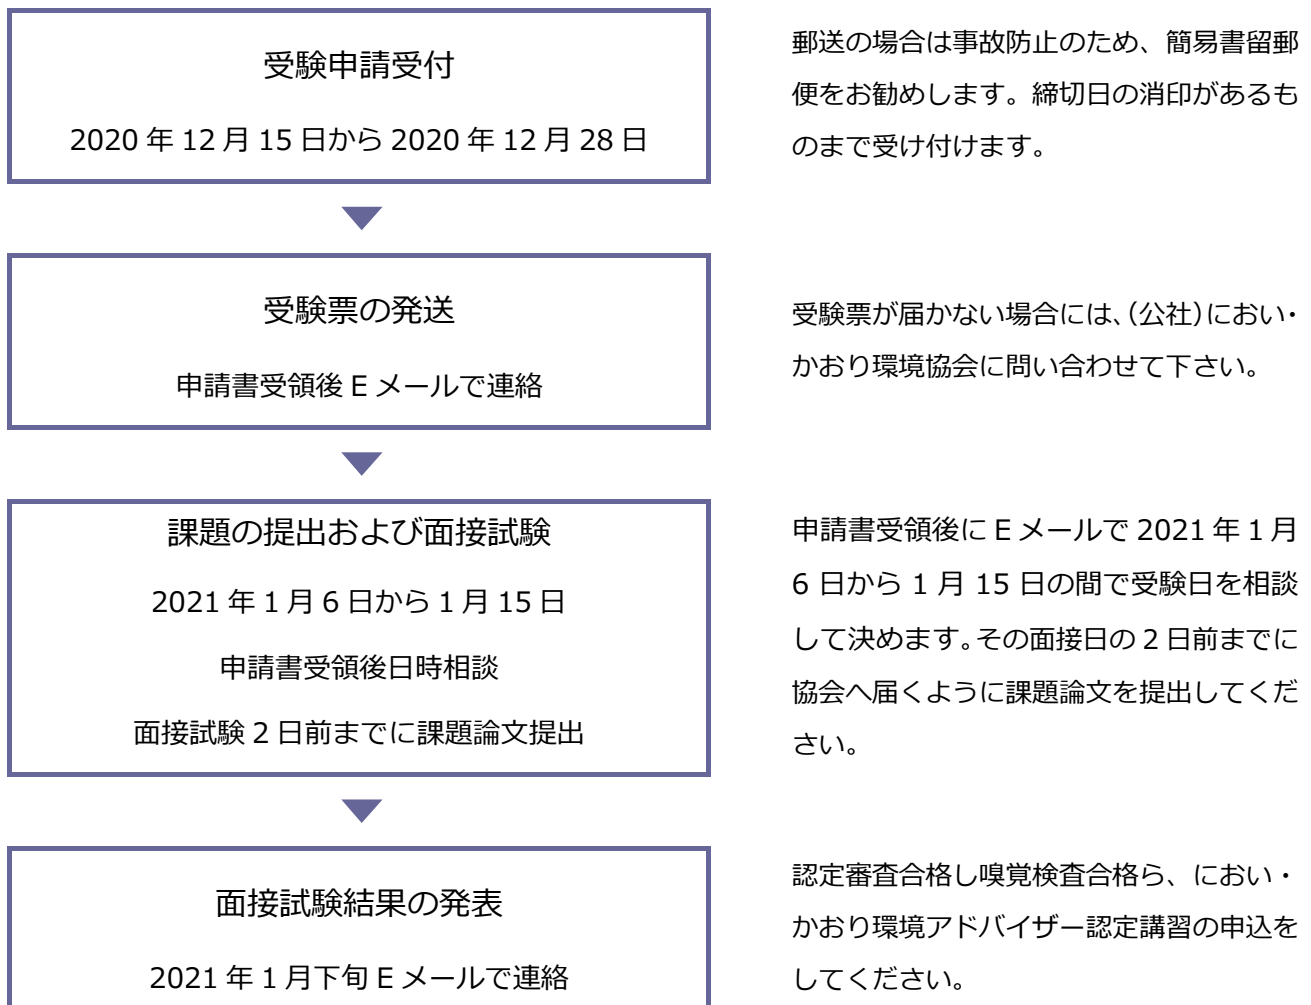 受験申請受付
2020 年 12 月 15 日から 2020 年 12 月 28 日
郵送の場合は事故防止のため、簡易書留郵
便をお勧めします。締切日の消印があるも
のまで受け付けます。
受験票の発送
申請書受領後 E メールで連絡
受験票が届かない場合には、（公社）におい・
かおり環境協会に問い合わせて下さい。
課題の提出および面接試験
2021 年 1 月 6 日から 1 月 15 日
申請書受領後日時相談
面接試験 2 日前までに課題論文提出
申請書受領後に E メールで 2021 年 1 月
6 日から 1 月 15 日の間で受験日を相談
して決めます。その面接日の 2 日前までに
協会へ届くように課題論文を提出してくだ
さい。
面接試験結果の発表
2021 年 1 月下旬 E メールで連絡
認定審査合格し嗅覚検査合格ら、におい・
かおり環境アドバイザー認定講習の申込を
してください。